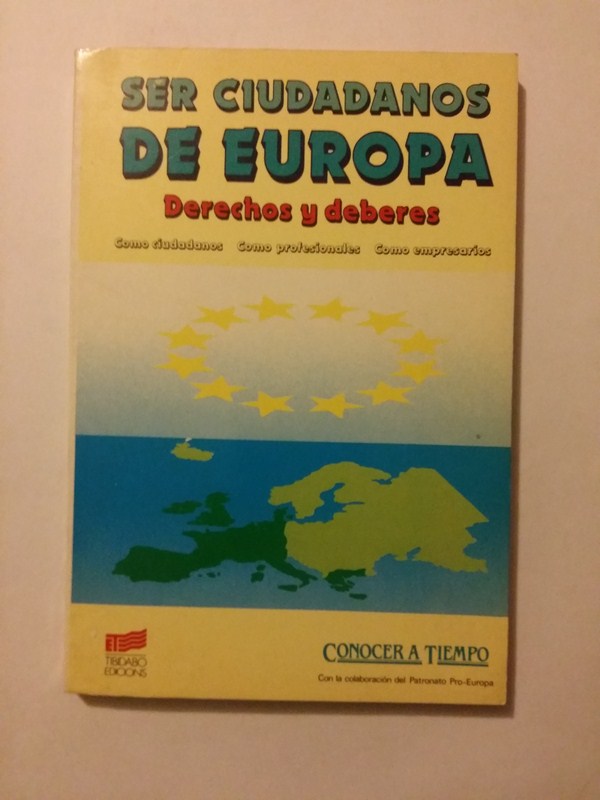 SER CIUDADANOS
DE EUROPA
Derechos y deberes
Como ciudadanos Como profesionales Como empresarios
TIBIDABO
EDICIONS
CONOCER A TIEMPO
Con la colaboración del Patronato Pro-Europa